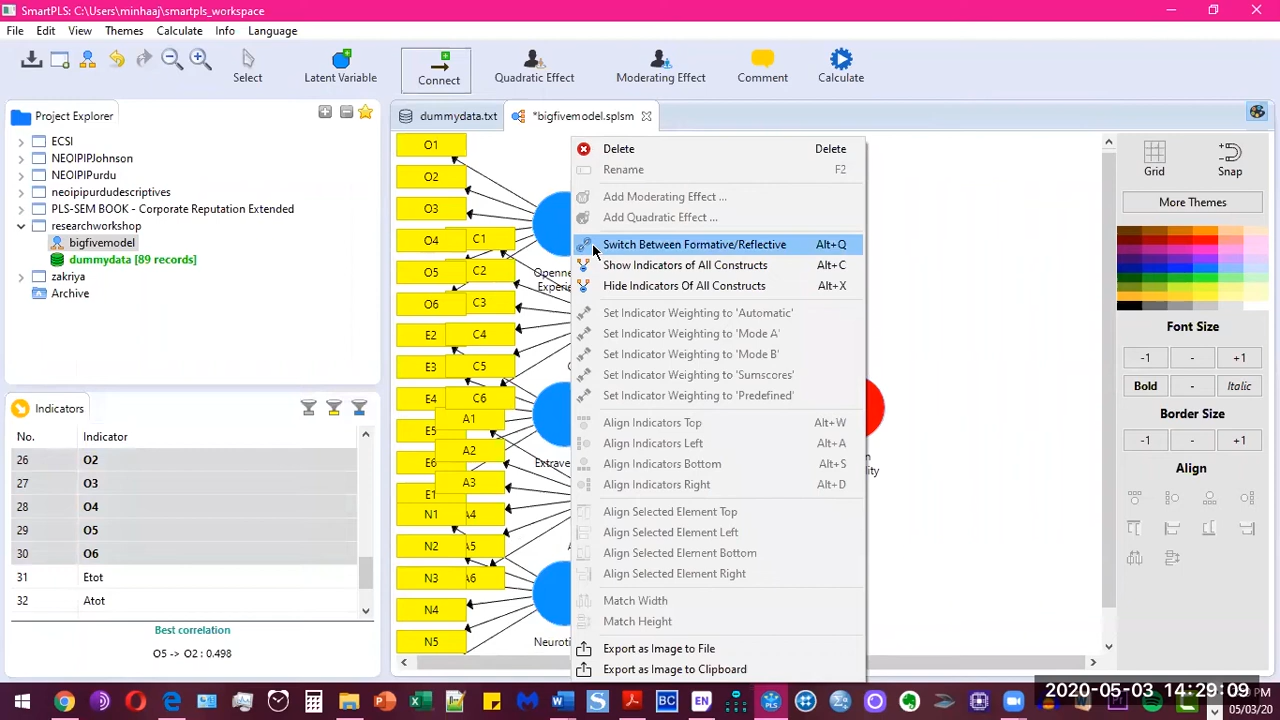 SmartPLS: C:\Users\minhaaj\smartpls_workspace
File Edit View Themes Calculate Info Language
Select
Latent Variable
Connect
Quadratic Effect
Moderating Effect
Comment
Calculate
Project Explorer
ECSI
NEOIPIPJohnson
NEOIPIPurdu
neoipipurdudescriptives
PLS-SEM BOOK - Corporate Reputation Extended
researchworkshop
bigfivemodel
dummydata [89 records]
zakriya
Archive
Indicators
No. Indicator
26 O2
27 O3
28 O4
29 O5
30 O6
31 Etot
32 Atot
Best correlation
O5 -> O2 : 0.498
dummydata.txt
*bigfivemodel.splsm
O1
O2
O3
O4 C1
O5 C2
O6 C3
E2 C4
E3 C5
E4 C6
A1
E5
A2
E6
A3
E1
N1 A4
N2 A5
N3 A6
N4
N5
Delete Delete
Rename F2
Add Moderating Effect ...
Add Quadratic Effect ...
Switch Between Formative/Reflective Alt+Q
Show Indicators of All Constructs Alt+C
Hide Indicators Of All Constructs Alt+X
Set Indicator Weighting to 'Automatic'
Set Indicator Weighting to 'Mode A'
Set Indicator Weighting to 'Mode B'
Set Indicator Weighting to 'Sumscores'
Set Indicator Weighting to 'Predefined'
Align Indicators Top Alt+W
Align Indicators Left Alt+A
Align Indicators Bottom Alt+S
Align Indicators Right Alt+D
Align Selected Element Top
Align Selected Element Left
Align Selected Element Bottom
Align Selected Element Right
Match Width
Match Height
Export as Image to File
Export as Image to Clipboard
Grid
Snap
More Themes
Font Size
-1 - +1
Bold - Italic
Border Size
-1 - +1
Align
BC
EN
2020-05-03 14:29:09
05/03/20